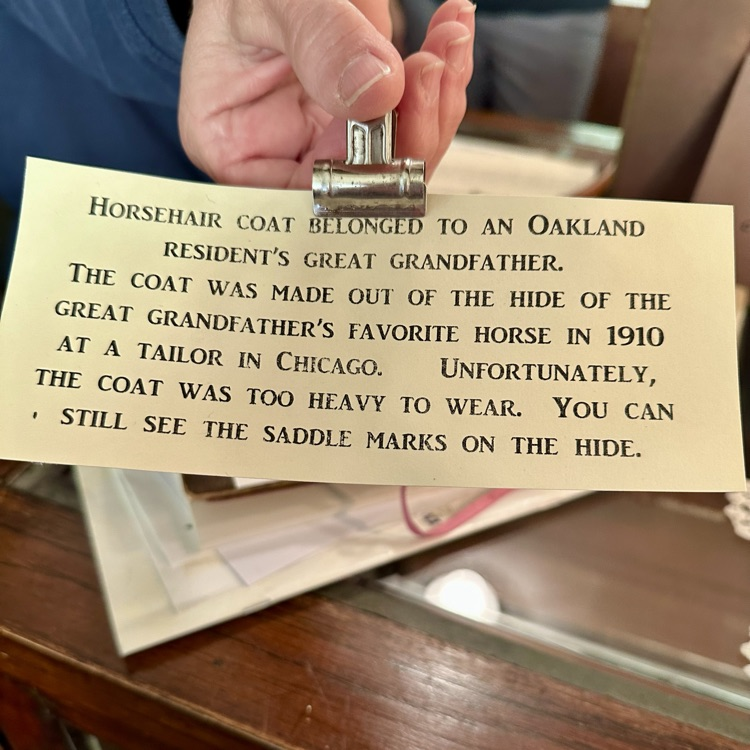 Horsehair coat belonged to an Oakland
resident's great grandfather.
The coat was made out of the hide of the
great grandfather's favorite horse in 1910
at a tailor in Chicago. Unfortunately,
the coat was too heavy to wear. You can
still see the saddle marks on the hide.